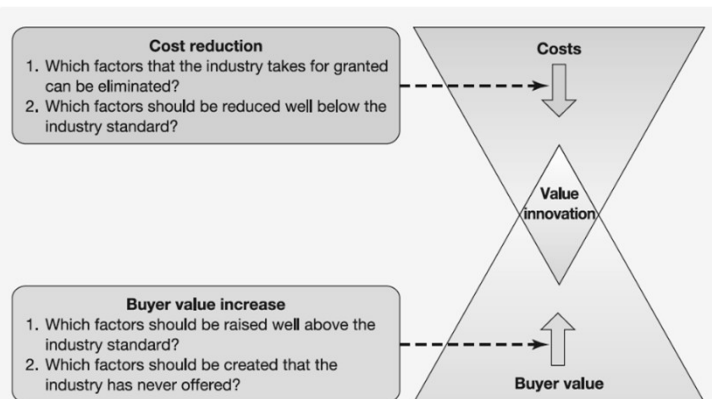 Cost reduction
1. Which factors that the industry takes for granted
can be eliminated?
2. Which factors should be reduced well below the
industry standard?
Costs
Value
innovation
Buyer value increase
1. Which factors should be raised well above the
industry standard?
2. Which factors should be created that the
industry has never offered?
Buyer value